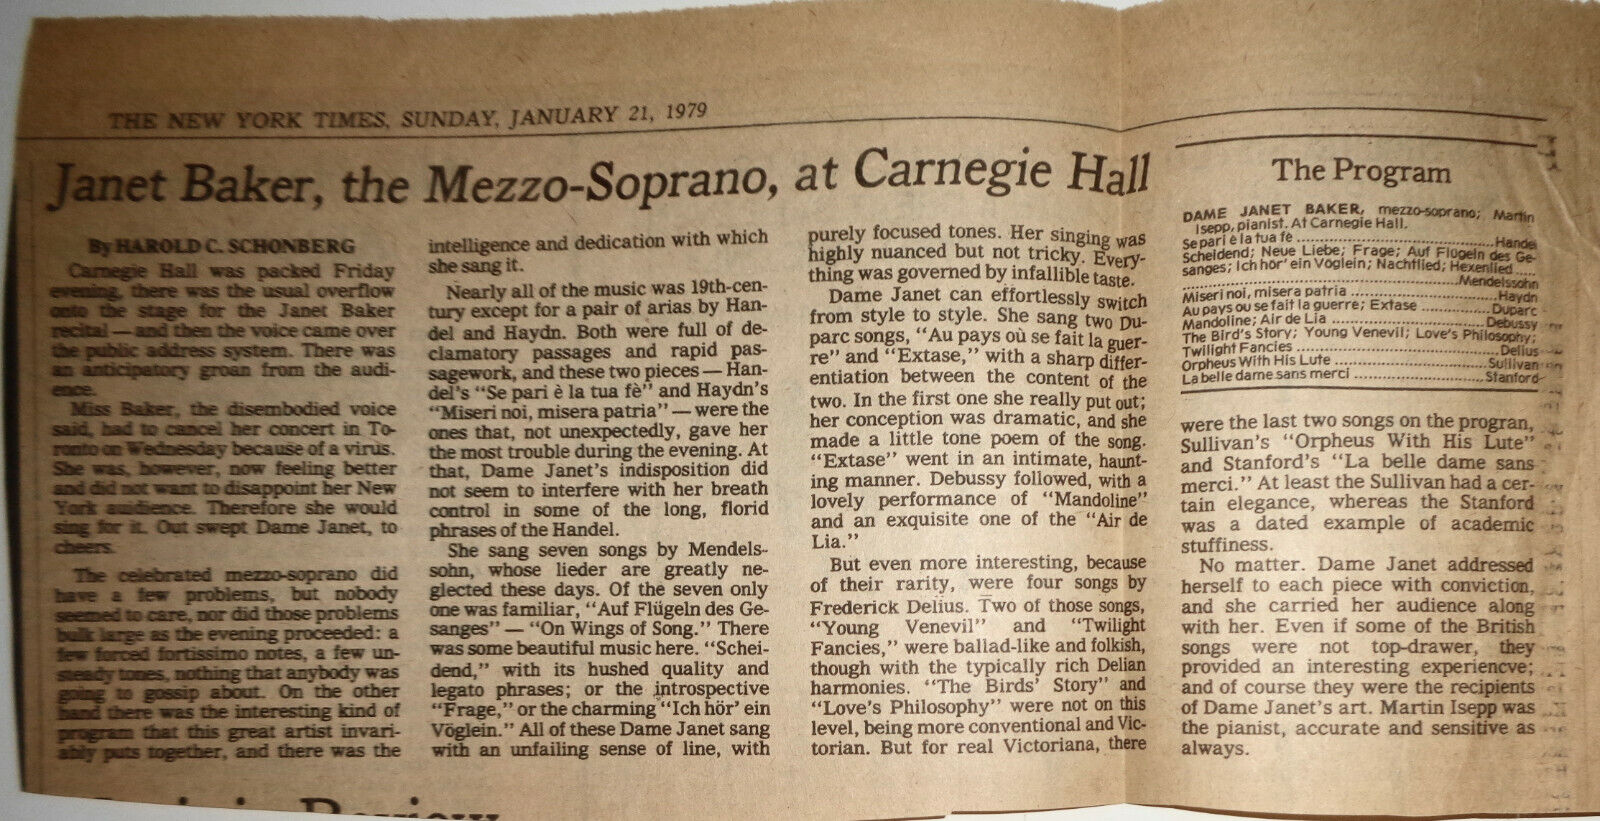 THE NEW YORK TIMES, SUNDAY, JANUARY 21, 1979
Janet Baker, the Mezzo-Soprano, at Carnegie Hall
By HAROLD C. SCHONBERG
Carnegie Hall was packed Friday
evening, there was the usual overflow
onto the stage for the Janet Baker
recital — and then the voice came over
the public address system. There was
an anticipatory groan from the audi-
ence.
Miss Baker, the disembodied voice
said, had to cancel her concert in To-
ronto on Wednesday because of a virus.
She was, however, now feeling better
and did not want to disappoint her New
York audience. Therefore she would
sing for it. Out swept Dame Janet, to
cheers.
The celebrated mezzo-soprano did
have a few problems, but nobody
seemed to care, nor did those problems
bulk large as the evening proceeded: a
few forced fortissimo notes, a few un-
steady tones, nothing that anybody was
going to gossip about. On the other
hand there was the interesting kind of
program that this great artist invari-
ably puts together, and there was the
intelligence and dedication with which
she sang it.
Nearly all of the music was 19th-cen-
tury except for a pair of arias by Han-
del and Haydn. Both were full of de-
clamatory passages and rapid pas-
sagework, and these two pieces — Han-
del's "Se pari è la tua fè" and Haydn's
"Miseri noi, misera patria" — were the
ones that, not unexpectedly, gave her
the most trouble during the evening. At
that, Dame Janet's indisposition did
not seem to interfere with her breath
control in some of the long, florid
phrases of the Handel.
She sang seven songs by Mendels-
sohn, whose lieder are greatly ne-
glected these days. Of the seven only
one was familiar, "Auf Flügeln des Ge-
sanges" — "On Wings of Song." There
was some beautiful music here. "Schei-
dend," with its hushed quality and
legato phrases; or the introspective
"Frage," or the charming "Ich hör' ein
Vöglein." All of these Dame Janet sang
with an unfailing sense of line, with
purely focused tones. Her singing was
highly nuanced but not tricky. Every-
thing was governed by infallible taste.
Dame Janet can effortlessly switch
from style to style. She sang two Du-
parc songs, "Au pays où se fait la guer-
re" and "Extase," with a sharp differ-
entiation between the content of the
two. In the first one she really put out;
her conception was dramatic, and she
made a little tone poem of the song.
"Extase" went in an intimate, haunt-
ing manner. Debussy followed, with a
lovely performance of "Mandoline"
and an exquisite one of the "Air de
Lia."
But even more interesting, because
of their rarity, were four songs by
Frederick Delius. Two of those songs,
"Young Venevil" and "Twilight
Fancies," were ballad-like and folkish,
though with the typically rich Delian
harmonies. "The Birds' Story" and
"Love's Philosophy" were not on this
level, being more conventional and Vic-
torian. But for real Victoriana, there
The Program
DAME JANET BAKER, mezzo-soprano; Martin
Isepp, pianist. At Carnegie Hall.
Se pari è la tua fè ........ Handel
Scheidend; Neue Liebe; Frage; Auf Flügeln des Ge-
sanges; Ich hör' ein Vöglein; Nachtlied; Hexenlied .....
........ Mendelssohn
Miseri noi, misera patria ........ Haydn
Au pays ou se fait la guerre; Extase ........ Duparc
Mandoline; Air de Lia ........ Debussy
The Bird's Story; Young Venevil; Love's Philosophy;
Twilight Fancies ........ Delius
Orpheus With His Lute ........ Sullivan
La belle dame sans merci ........ Stanford
were the last two songs on the progran,
Sullivan's "Orpheus With His Lute"
and Stanford's "La belle dame sans
merci." At least the Sullivan had a cer-
tain elegance, whereas the Stanford
was a dated example of academic
stuffiness.
No matter. Dame Janet addressed
herself to each piece with conviction,
and she carried her audience along
with her. Even if some of the British
songs were not top-drawer, they
provided an interesting experiencve;
and of course they were the recipients
of Dame Janet's art. Martin Isepp was
the pianist, accurate and sensitive as
always.